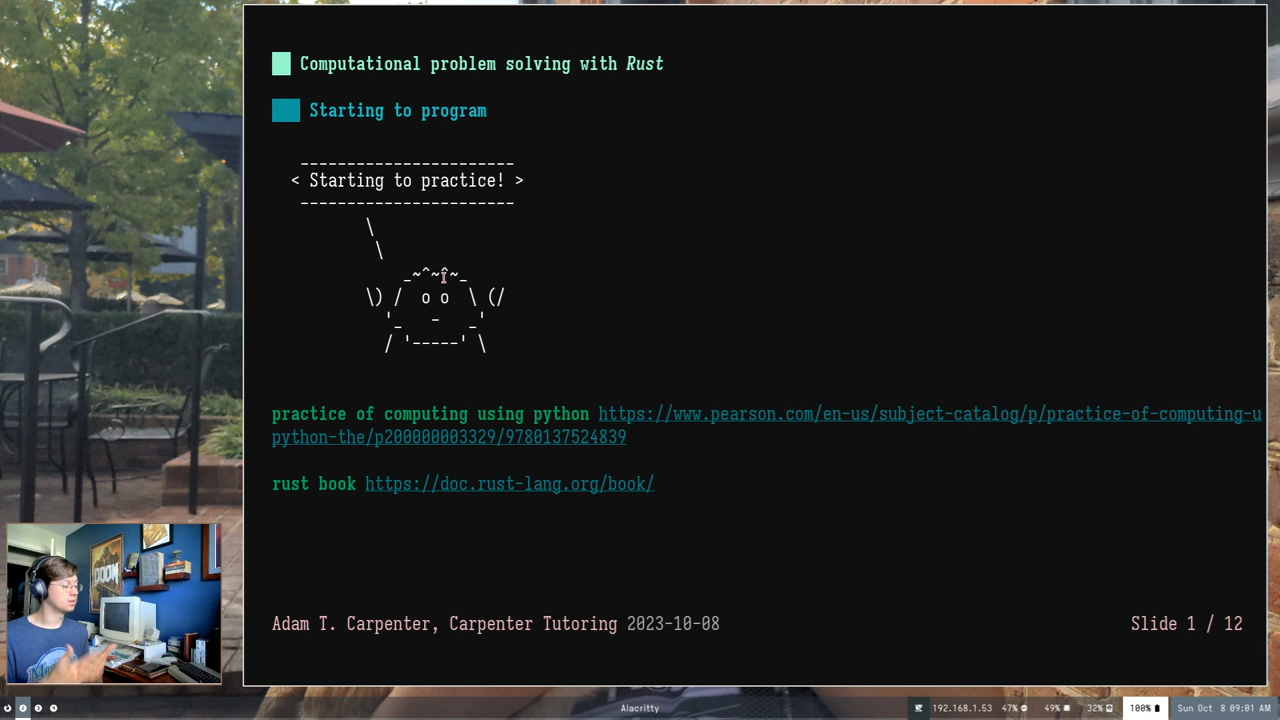 Computational problem solving with Rust
Starting to program
-----------------------
< Starting to practice! >
-----------------------
\
\
_~^~^~_
\) /  o o  \ (/
'_   -   _'
/ '-----' \
practice of computing using python https://www.pearson.com/en-us/subject-catalog/p/practice-of-computing-u
python-the/p200000003329/9780137524839
rust book https://doc.rust-lang.org/book/
DOOM
Adam T. Carpenter, Carpenter Tutoring 2023-10-08
Slide 1 / 12
Alacritty
192.168.1.53 47% 49% 32% 100% Sun Oct 8 09:01 AM